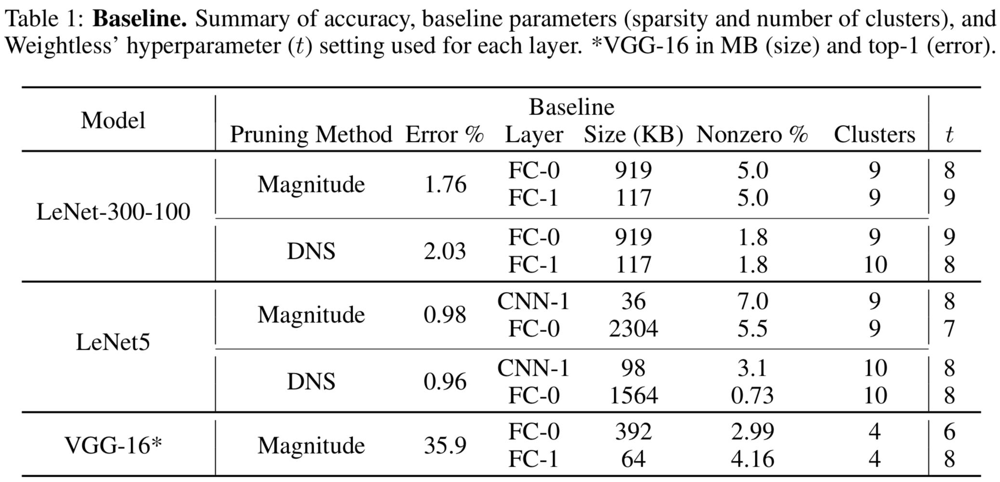 Table 1: Baseline. Summary of accuracy, baseline parameters (sparsity and number of clusters), and
Weightless’ hyperparameter (t) setting used for each layer. *VGG-16 in MB (size) and top-1 (error).
Model Baseline
Pruning Method Error % Layer Size (KB) Nonzero % Clusters t
LeNet-300-100 Magnitude 1.76 FC-0 919 5.0 9 8
FC-1 117 5.0 9 9
DNS 2.03 FC-0 919 1.8 9 9
FC-1 117 1.8 10 8
LeNet5 Magnitude 0.98 CNN-1 36 7.0 9 8
FC-0 2304 5.5 9 7
DNS 0.96 CNN-1 98 3.1 10 8
FC-0 1564 0.73 10 8
VGG-16* Magnitude 35.9 FC-0 392 2.99 4 6
FC-1 64 4.16 4 8